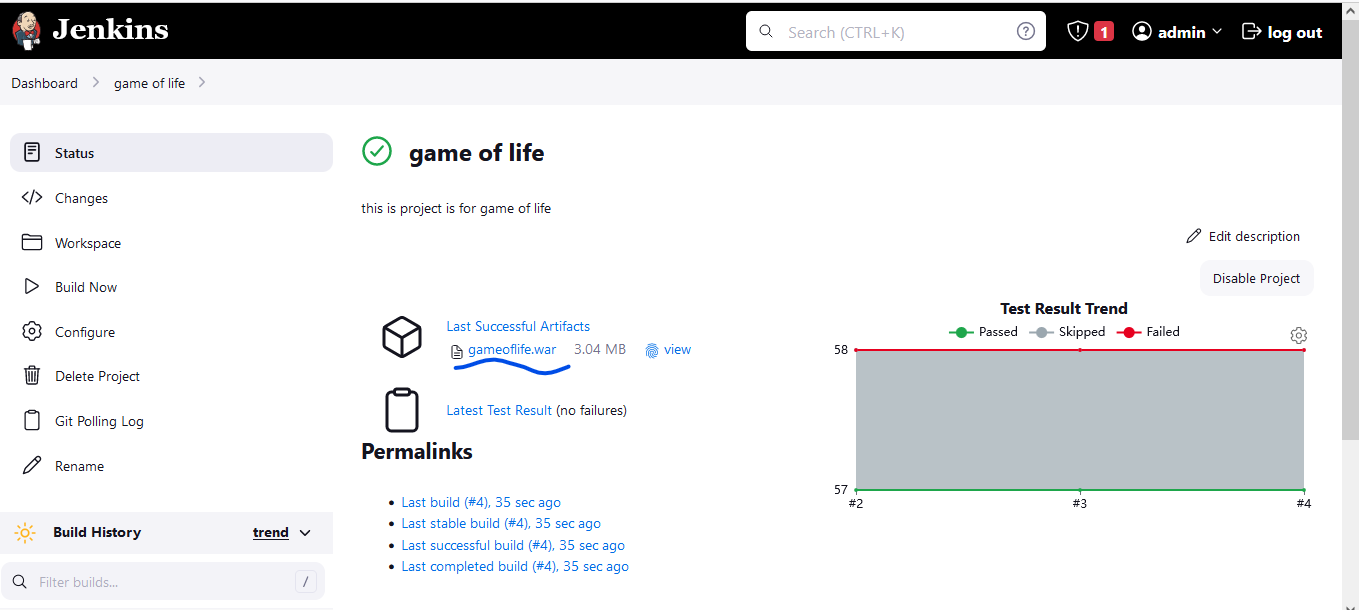 Jenkins
Search (CTRL+K)
?
1
admin
log out
Dashboard
game of life
Status
Changes
Workspace
Build Now
Configure
Delete Project
Git Polling Log
Rename
Build History
trend
Filter builds...
/
game of life
this is project is for game of life
Edit description
Disable Project
Last Successful Artifacts
gameoflife.war 3.04 MB view
Latest Test Result (no failures)
Permalinks
Last build (#4), 35 sec ago
Last stable build (#4), 35 sec ago
Last successful build (#4), 35 sec ago
Last completed build (#4), 35 sec ago
Test Result Trend
Passed Skipped Failed
58
57
#2 #3 #4